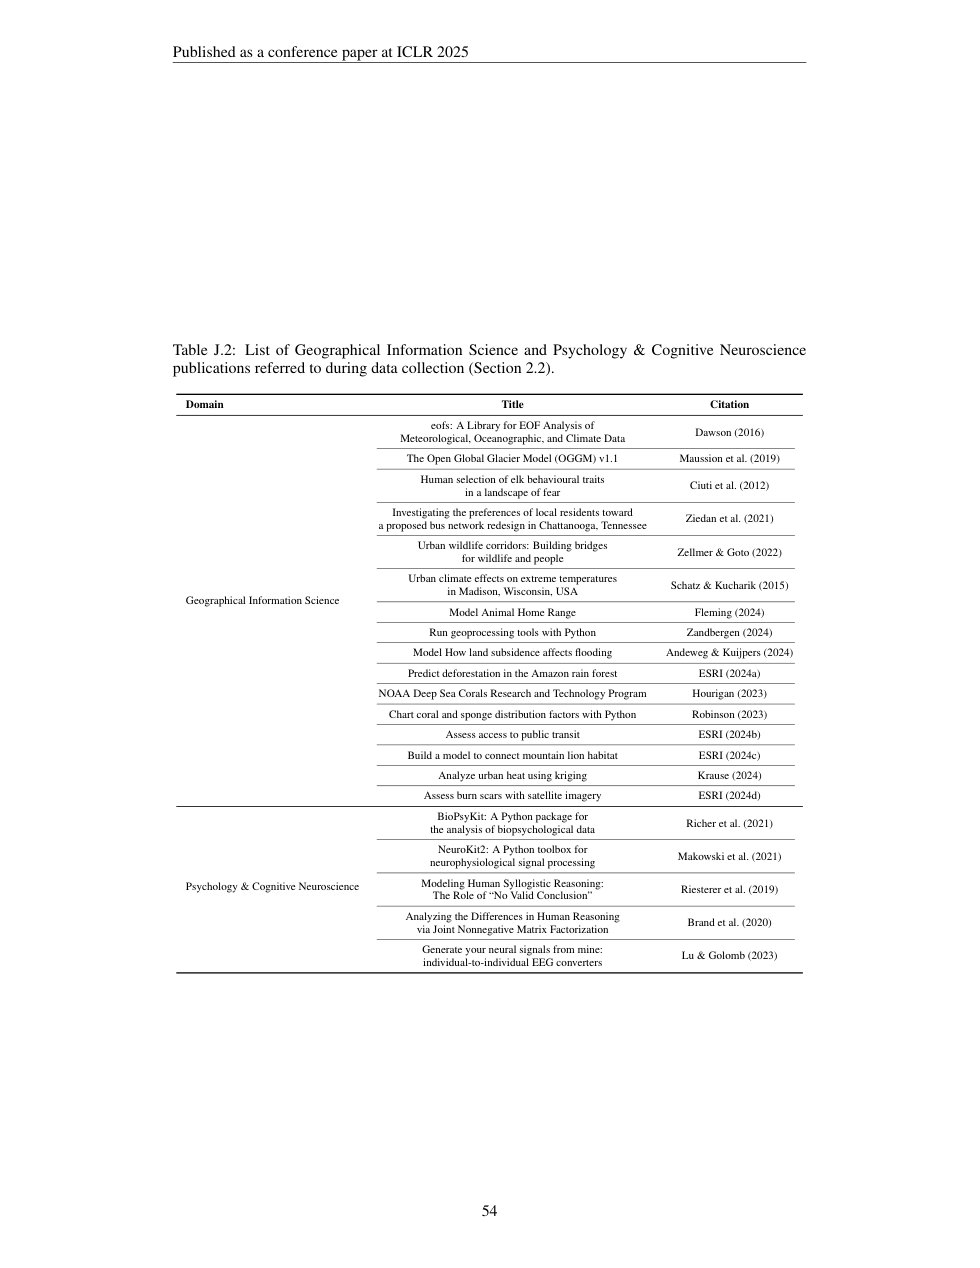 Published as a conference paper at ICLR 2025
Table J.2: List of Geographical Information Science and Psychology & Cognitive Neuroscience
publications referred to during data collection (Section 2.2).
Domain Title Citation
Geographical Information Science
eofs: A Library for EOF Analysis of
Meteorological, Oceanographic, and Climate Data
Dawson (2016)
The Open Global Glacier Model (OGGM) v1.1 Maussion et al. (2019)
Human selection of elk behavioural traits
in a landscape of fear
Ciuti et al. (2012)
Investigating the preferences of local residents toward
a proposed bus network redesign in Chattanooga, Tennessee
Ziedan et al. (2021)
Urban wildlife corridors: Building bridges
for wildlife and people
Zellmer & Goto (2022)
Urban climate effects on extreme temperatures
in Madison, Wisconsin, USA
Schatz & Kucharik (2015)
Model Animal Home Range Fleming (2024)
Run geoprocessing tools with Python Zandbergen (2024)
Model How land subsidence affects flooding Andeweg & Kuijpers (2024)
Predict deforestation in the Amazon rain forest ESRI (2024a)
NOAA Deep Sea Corals Research and Technology Program Hourigan (2023)
Chart coral and sponge distribution factors with Python Robinson (2023)
Assess access to public transit ESRI (2024b)
Build a model to connect mountain lion habitat ESRI (2024c)
Analyze urban heat using kriging Krause (2024)
Assess burn scars with satellite imagery ESRI (2024d)
Psychology & Cognitive Neuroscience
BioPsyKit: A Python package for
the analysis of biopsychological data
Richer et al. (2021)
NeuroKit2: A Python toolbox for
neurophysiological signal processing
Makowski et al. (2021)
Modeling Human Syllogistic Reasoning:
The Role of “No Valid Conclusion”
Riesterer et al. (2019)
Analyzing the Differences in Human Reasoning
via Joint Nonnegative Matrix Factorization
Brand et al. (2020)
Generate your neural signals from mine:
individual-to-individual EEG converters
Lu & Golomb (2023)
54